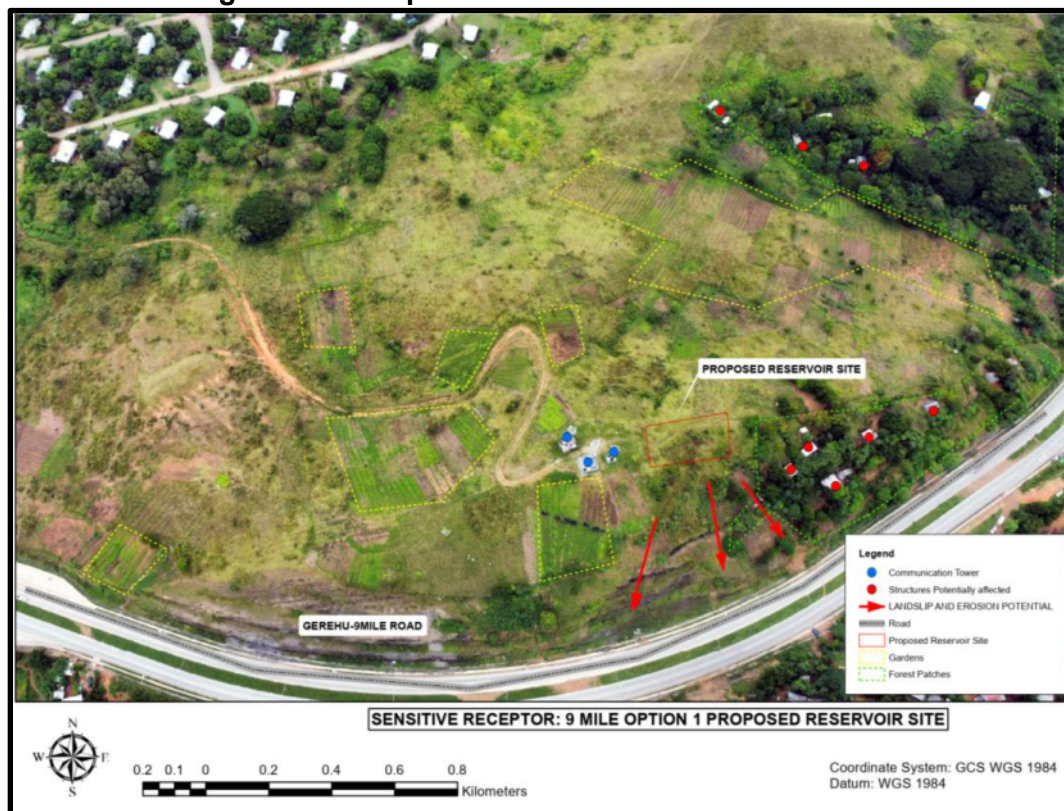 PROPOSED RESERVOIR SITE
GEREHU-9MILE ROAD
Legend
Communication Tower
Structures Potentially affected
LANDSLIP AND EROSION POTENTIAL
Road
Proposed Reservoir Site
Gardens
Forest Patches
SENSITIVE RECEPTOR: 9 MILE OPTION 1 PROPOSED RESERVOIR SITE
N
W E
S
0.2 0.1 0 0.2 0.4 0.6 0.8
Kilometers
Coordinate System: GCS WGS 1984
Datum: WGS 1984